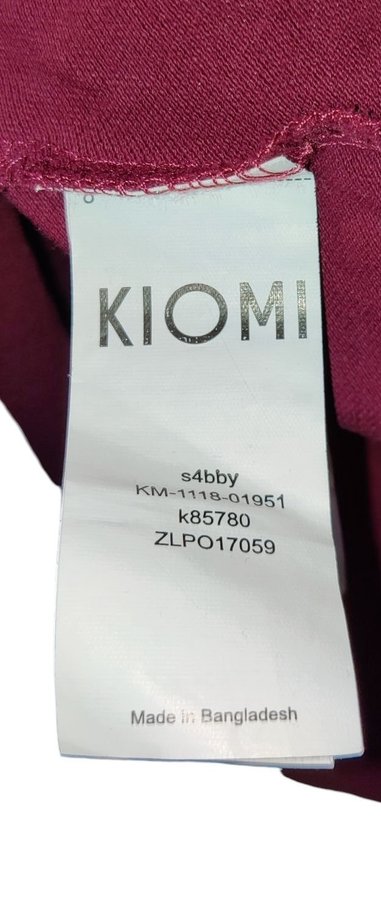 KIOMI
s4bby
KM-1118-01951
k85780
ZLPO17059
Made in Bangladesh